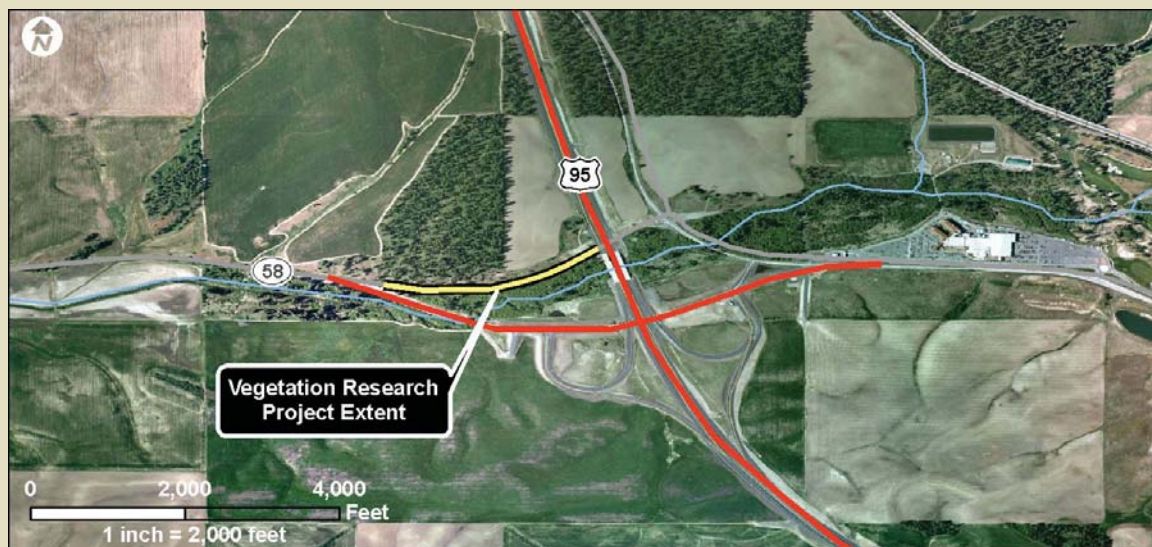 N
95
58
Vegetation Research
Project Extent
0 2,000 4,000
Feet
1 inch = 2,000 feet